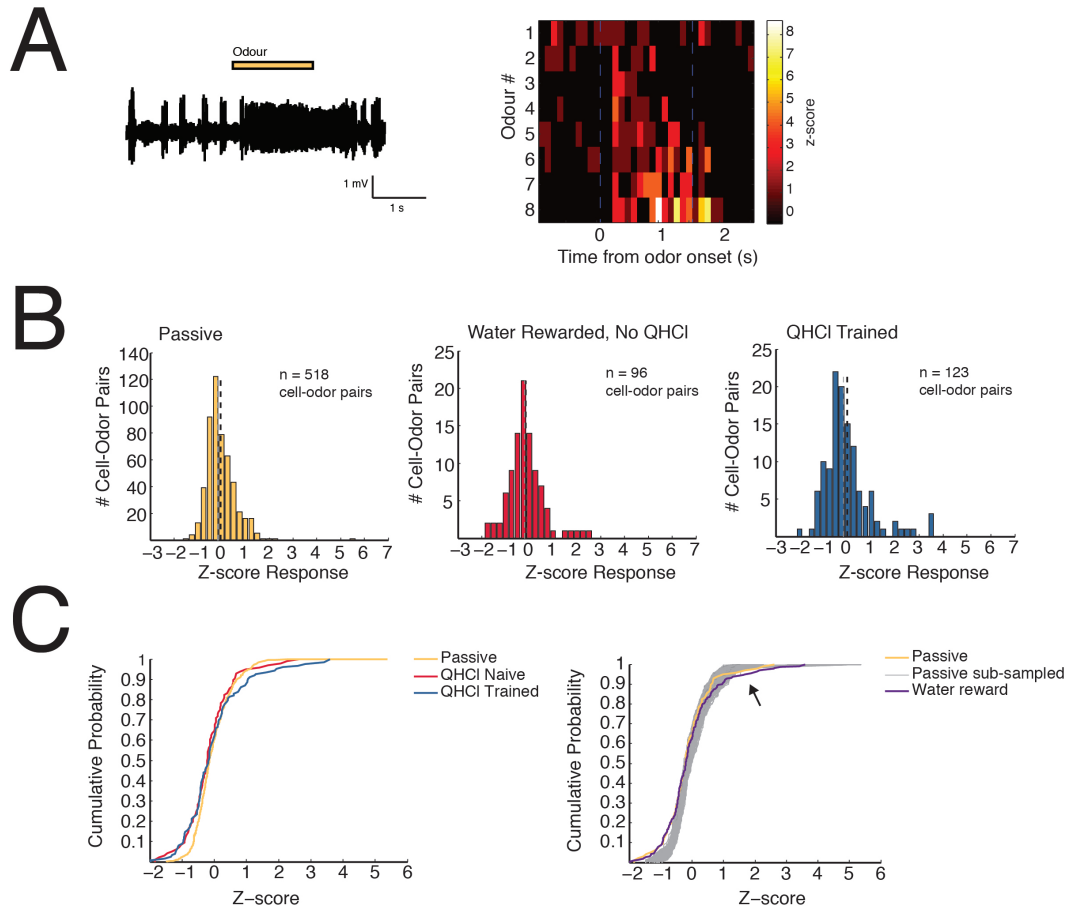 A
Odour
1 mV
1 s
Odour #
1
2
3
4
5
6
7
8
0
1
2
Time from odor onset (s)
8
7
6
5
4
3
2
1
0
z-score
B
Passive
# Cell-Odor Pairs
140
120
100
80
60
40
20
n = 518
cell-odor pairs
−3 −2 −1 0 1 2 3 4 5 6 7
Z-score Response
Water Rewarded, No QHCl
# Cell-Odor Pairs
25
20
15
10
5
n = 96
cell-odor pairs
−3 −2 −1 0 1 2 3 4 5 6 7
Z-score Response
QHCl Trained
# Cell-Odor Pairs
25
20
15
10
5
n = 123
cell-odor pairs
−3 −2 −1 0 1 2 3 4 5 6 7
Z-score Response
C
Cumulative Probability
1
0.9
0.8
0.7
0.6
0.5
0.4
0.3
0.2
0.1
−2 −1 0 1 2 3 4 5 6
Z−score
Passive
QHCl Naive
QHCl Trained
Cumulative Probability
1
0.9
0.8
0.7
0.6
0.5
0.4
0.3
0.2
0.1
−2 −1 0 1 2 3 4 5 6
Z−score
Passive
Passive sub-sampled
Water reward